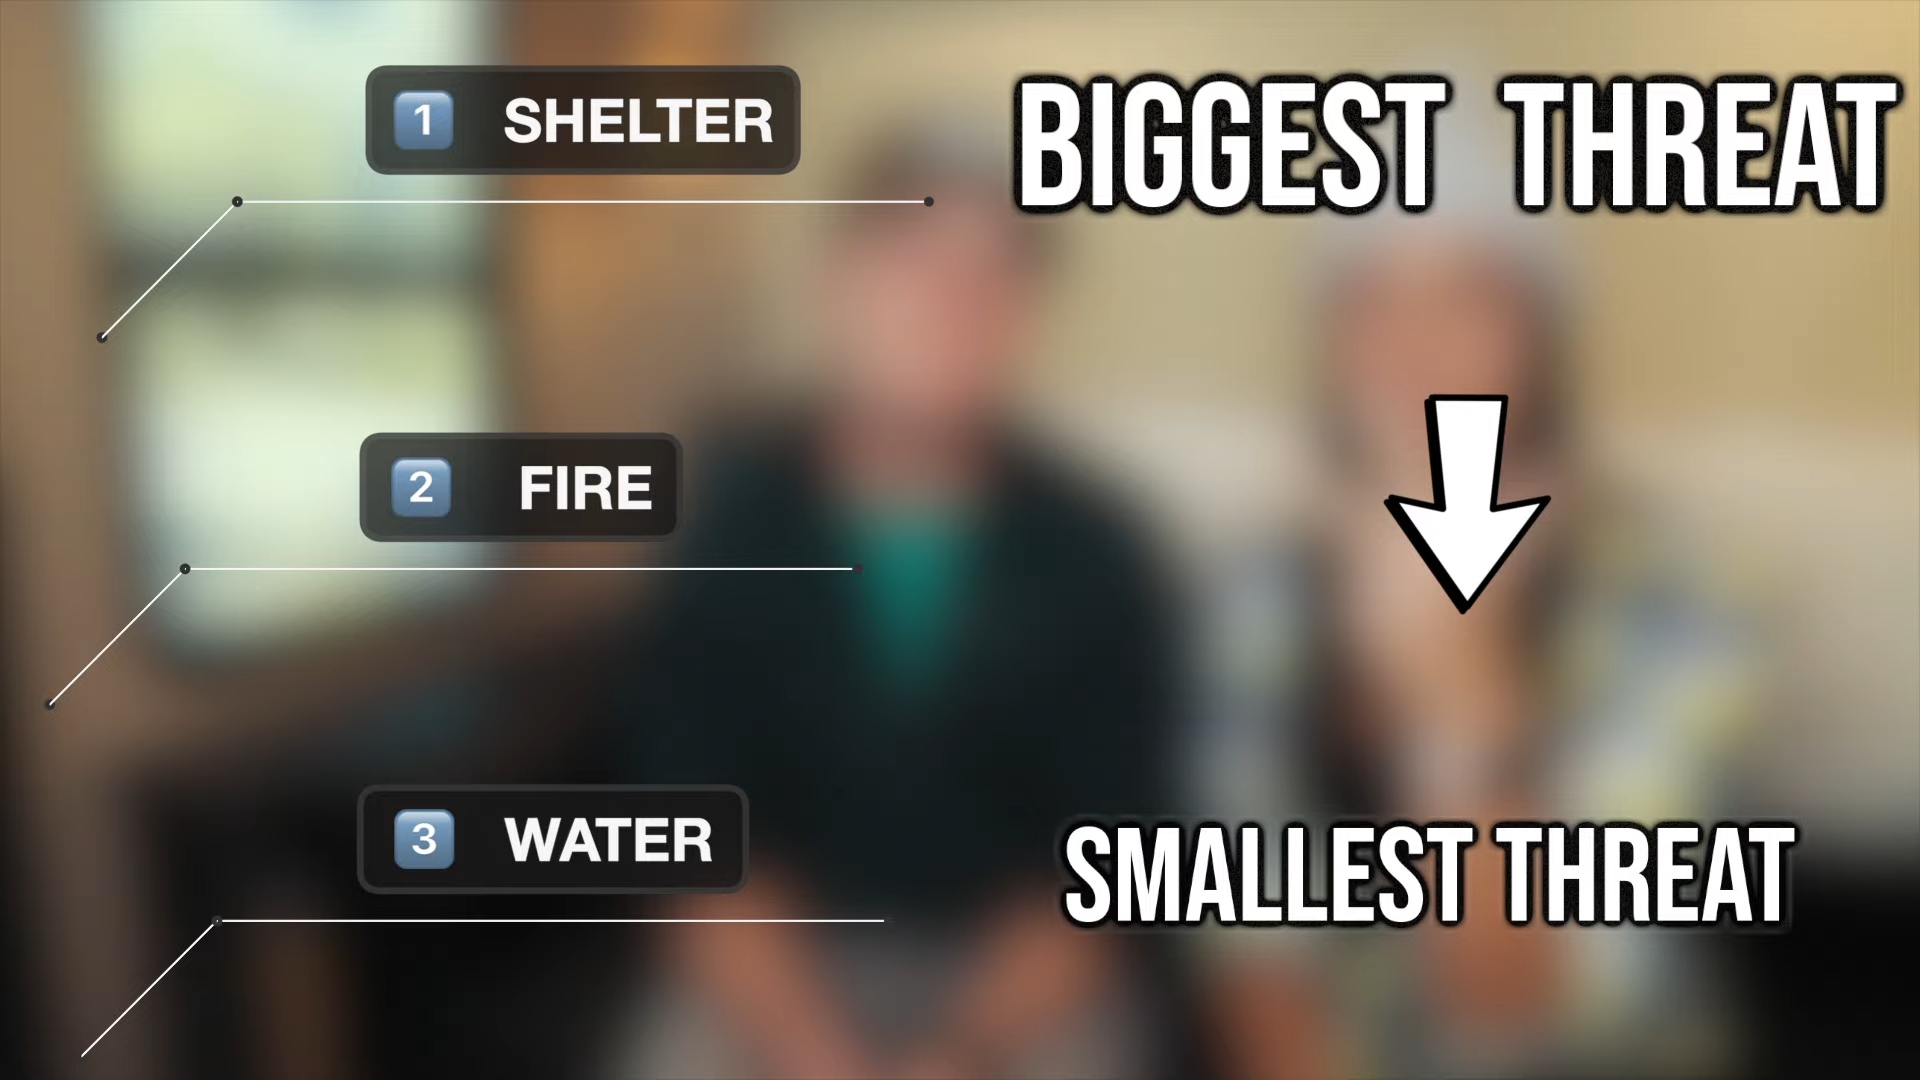 1 SHELTER
BIGGEST THREAT
2 FIRE
3 WATER
SMALLEST THREAT